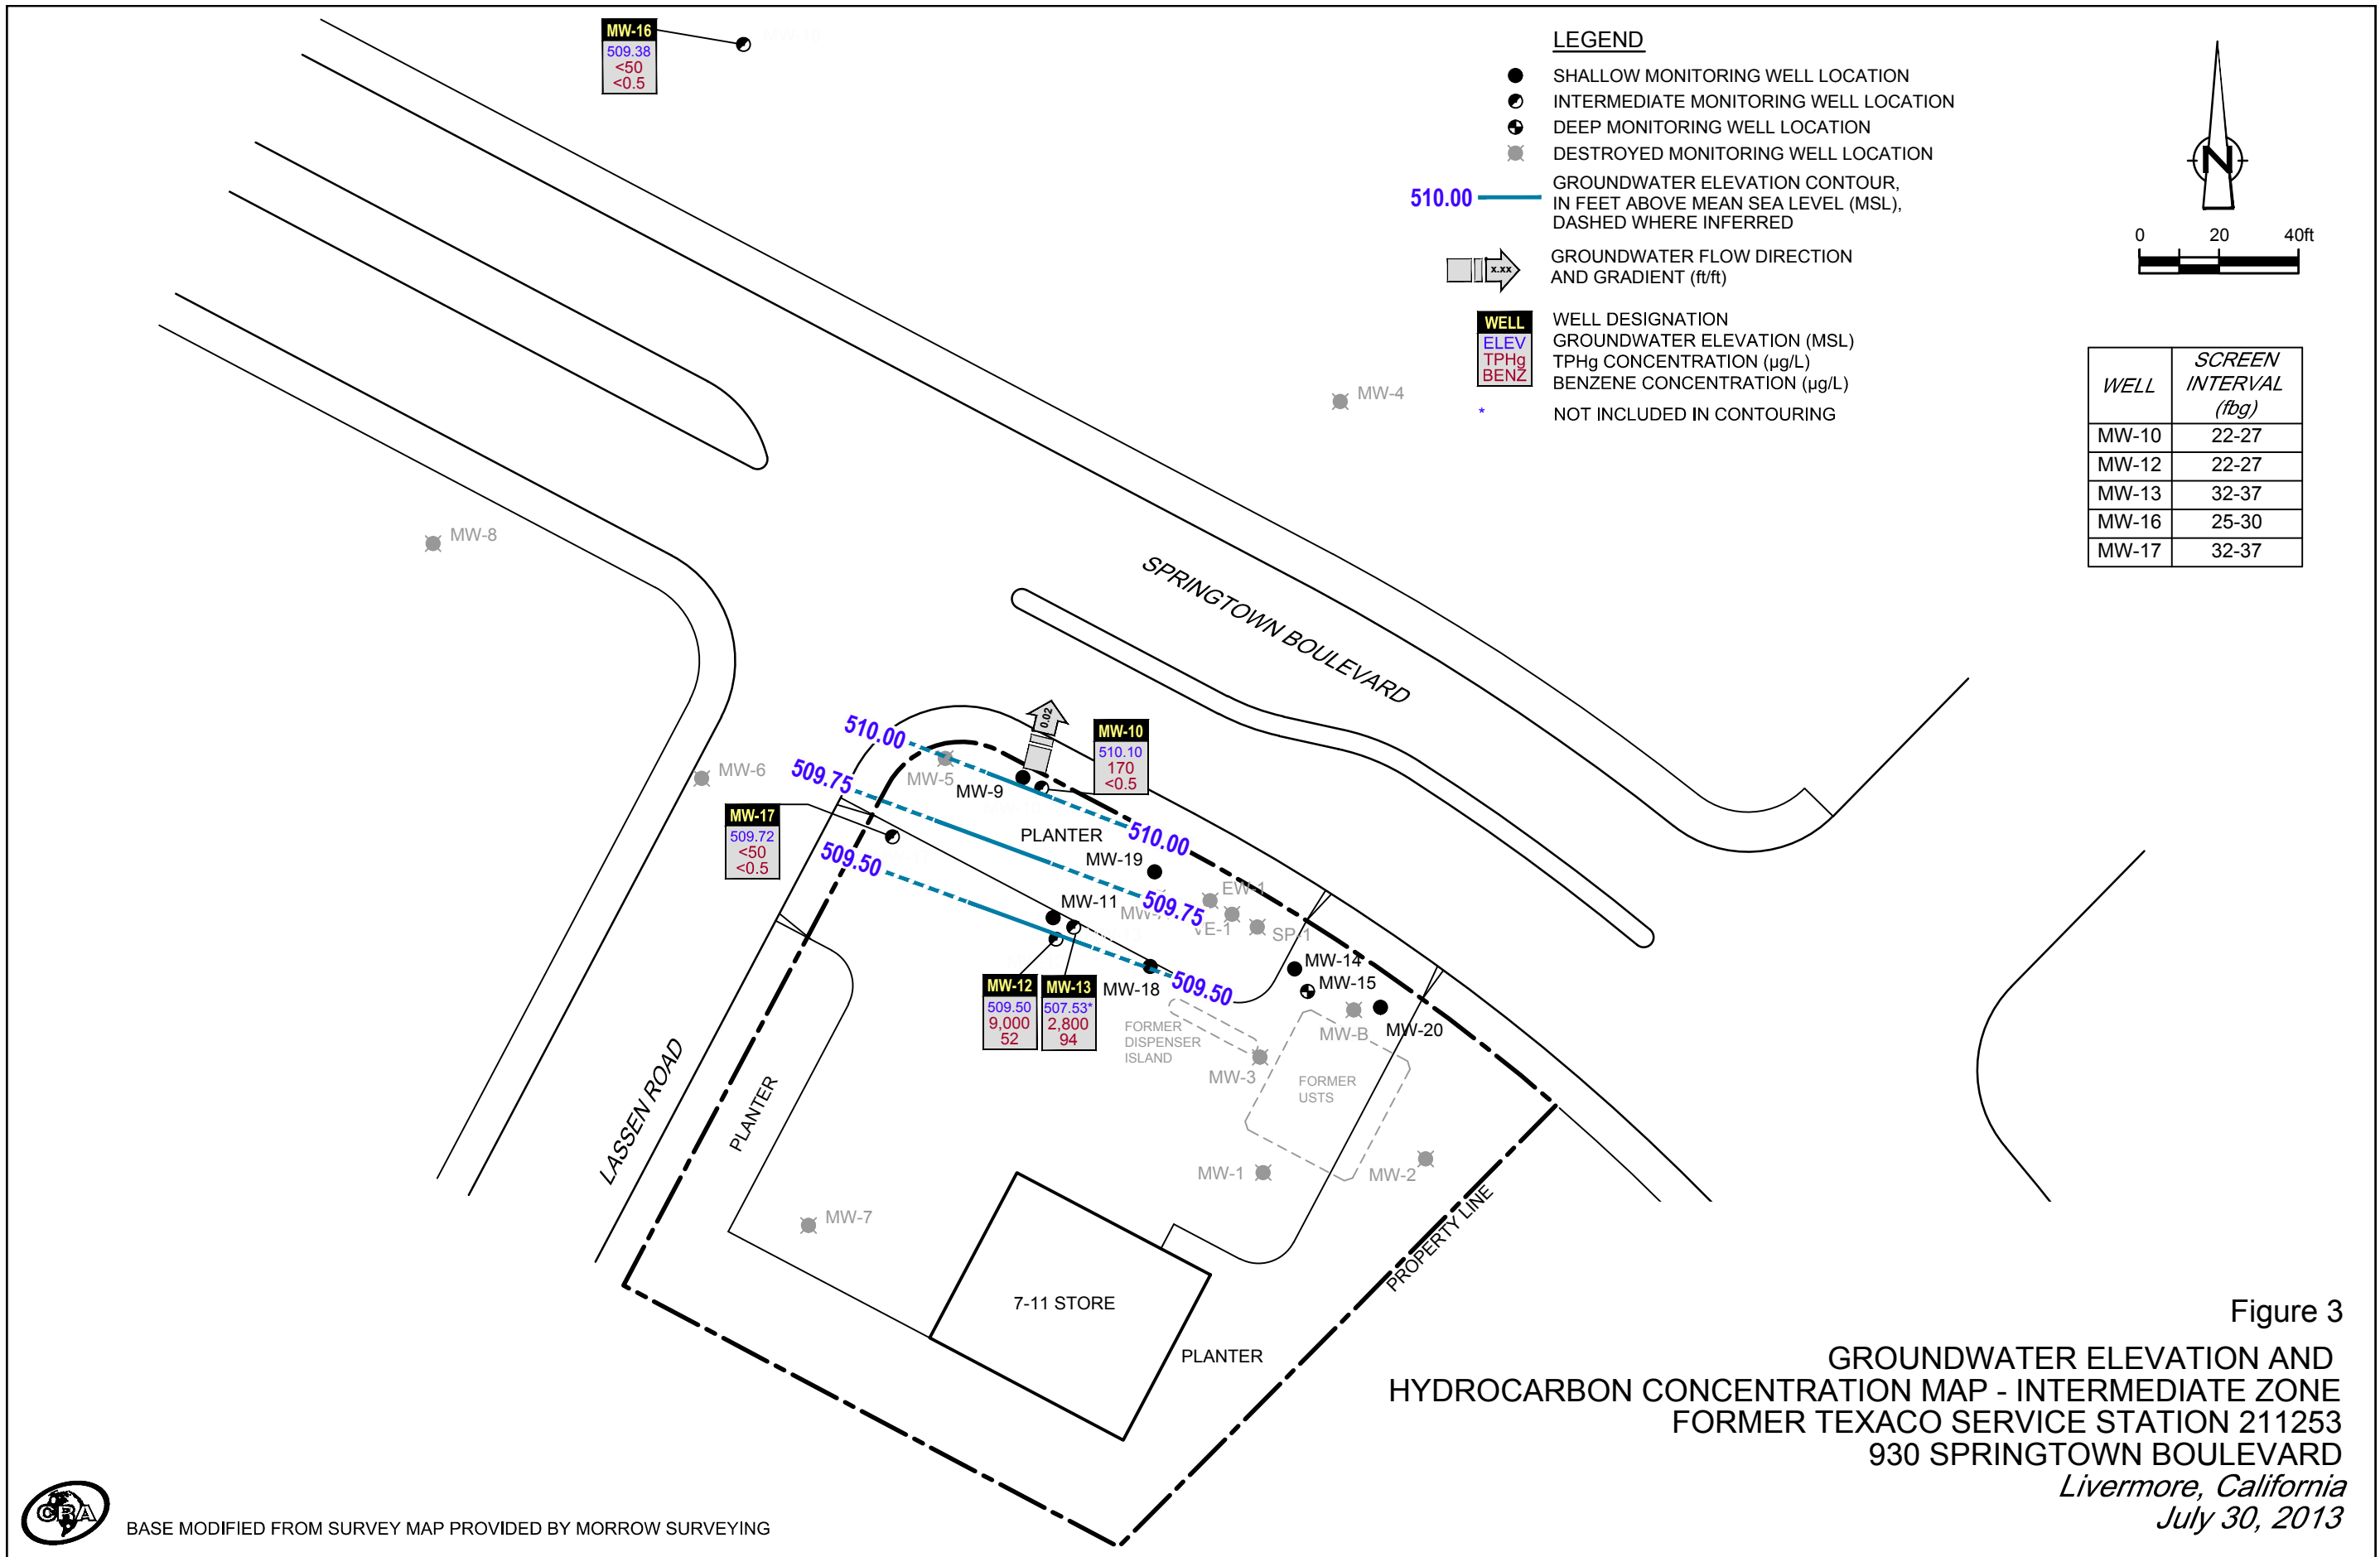 MW-16
509.38
<50
<0.5
LEGEND
SHALLOW MONITORING WELL LOCATION
INTERMEDIATE MONITORING WELL LOCATION
DEEP MONITORING WELL LOCATION
DESTROYED MONITORING WELL LOCATION
510.00
GROUNDWATER ELEVATION CONTOUR,
IN FEET ABOVE MEAN SEA LEVEL (MSL),
DASHED WHERE INFERRED
x.xx
GROUNDWATER FLOW DIRECTION
AND GRADIENT (ft/ft)
WELL
ELEV
TPHg
BENZ
WELL DESIGNATION
GROUNDWATER ELEVATION (MSL)
TPHg CONCENTRATION (µg/L)
BENZENE CONCENTRATION (µg/L)
* NOT INCLUDED IN CONTOURING
N
0 20 40ft
WELL SCREEN INTERVAL (fbg)
MW-10 22-27
MW-12 22-27
MW-13 32-37
MW-16 25-30
MW-17 32-37
MW-4
MW-8
SPRINGTOWN BOULEVARD
MW-6
510.00
0.02
MW-10
510.10
170
<0.5
509.75
MW-5
MW-9
MW-17
509.72
<50
<0.5
PLANTER
510.00
509.50
MW-19
EW-1
MW-11
509.75
VE-1
SP-1
MW-12
509.50
9,000
52
MW-13
507.53*
2,800
94
MW-18
509.50
MW-14
MW-15
MW-B
MW-20
FORMER
DISPENSER
ISLAND
MW-3
FORMER
USTS
LASSEN ROAD
PLANTER
MW-1
MW-2
MW-7
PROPERTY LINE
7-11 STORE
PLANTER
Figure 3
GROUNDWATER ELEVATION AND
HYDROCARBON CONCENTRATION MAP - INTERMEDIATE ZONE
FORMER TEXACO SERVICE STATION 211253
930 SPRINGTOWN BOULEVARD
Livermore, California
July 30, 2013
CRA
BASE MODIFIED FROM SURVEY MAP PROVIDED BY MORROW SURVEYING